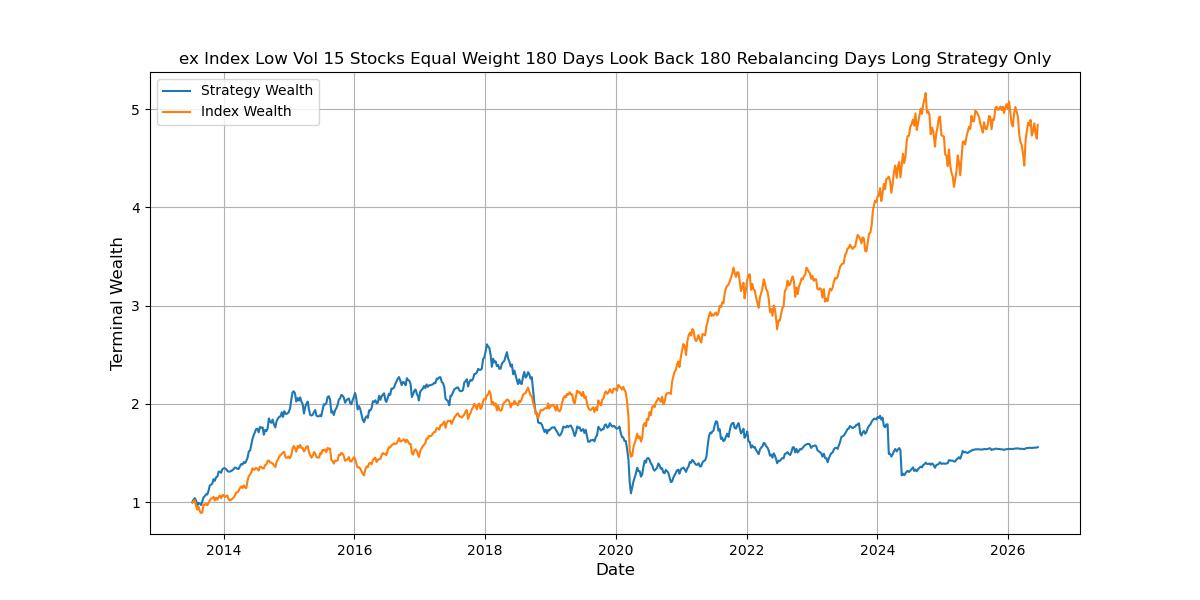 ex Index Low Vol 15 Stocks Equal Weight 180 Days Look Back 180 Rebalancing Days Long Strategy Only
Strategy Wealth
Index Wealth
Terminal Wealth
5
4
3
2
1
2014 2016 2018 2020 2022 2024 2026
Date